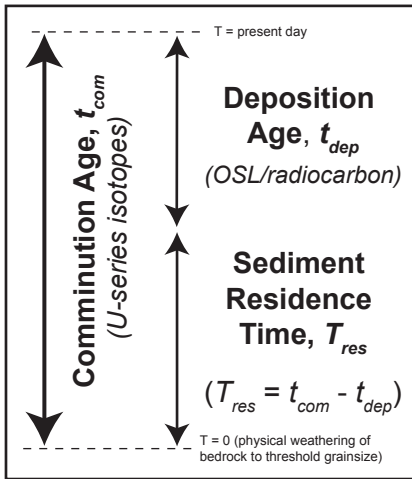 T = present day
Comminution Age, t_com
(U-series isotopes)
Deposition
Age, t_dep
(OSL/radiocarbon)
Sediment
Residence
Time, T_res
(T_res = t_com - t_dep)
T = 0 (physical weathering of
bedrock to threshold grainsize)